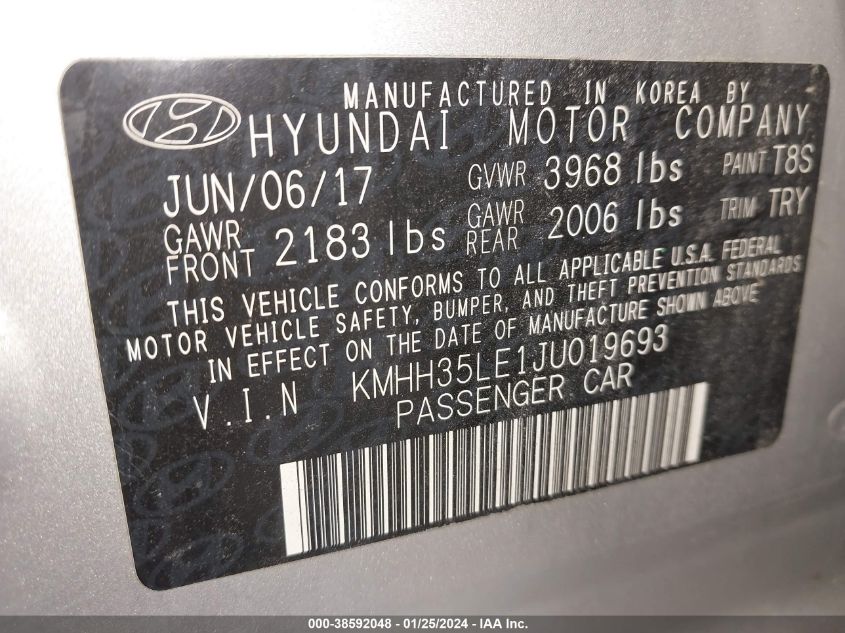 MANUFACTURED IN KOREA BY
HYUNDAI MOTOR COMPANY
JUN/06/17 GVWR 3968 lbs PAINT T8S
GAWR FRONT 2183 lbs GAWR REAR 2006 lbs TRIM TRY
THIS VEHICLE CONFORMS TO ALL APPLICABLE U.S.A. FEDERAL
MOTOR VEHICLE SAFETY, BUMPER, AND THEFT PREVENTION STANDARDS
IN EFFECT ON THE DATE OF MANUFACTURE SHOWN ABOVE
V.I.N KMHH35LE1JU019693
PASSENGER CAR
000-38592048 - 01/25/2024 - IAA Inc.